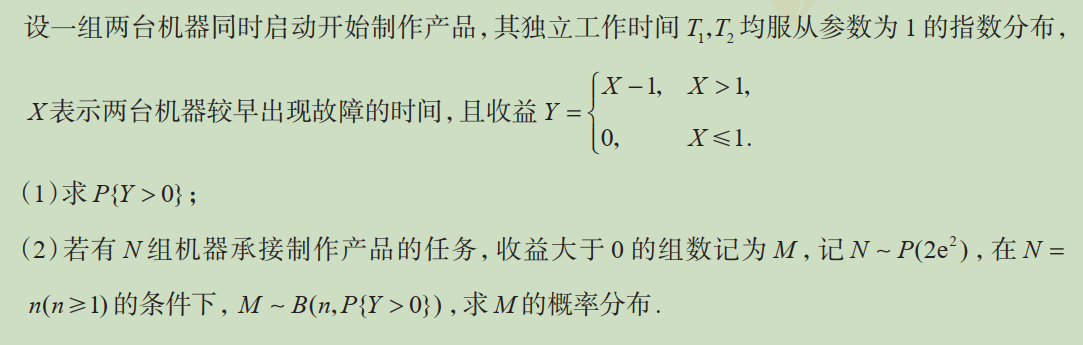 设一组两台机器同时启动开始制作产品,其独立工作时间 T₁,T₂ 均服从参数为 1 的指数分布,
X 表示两台机器较早出现故障的时间,且收益 Y = { X − 1, X > 1,
0, X ≤ 1.
(1)求 P{Y > 0};
(2)若有 N 组机器承接制作产品的任务,收益大于 0 的组数记为 M,记 N ~ P(2e²),在 N =
n(n ≥ 1) 的条件下, M ~ B(n,P{Y > 0}),求 M 的概率分布.